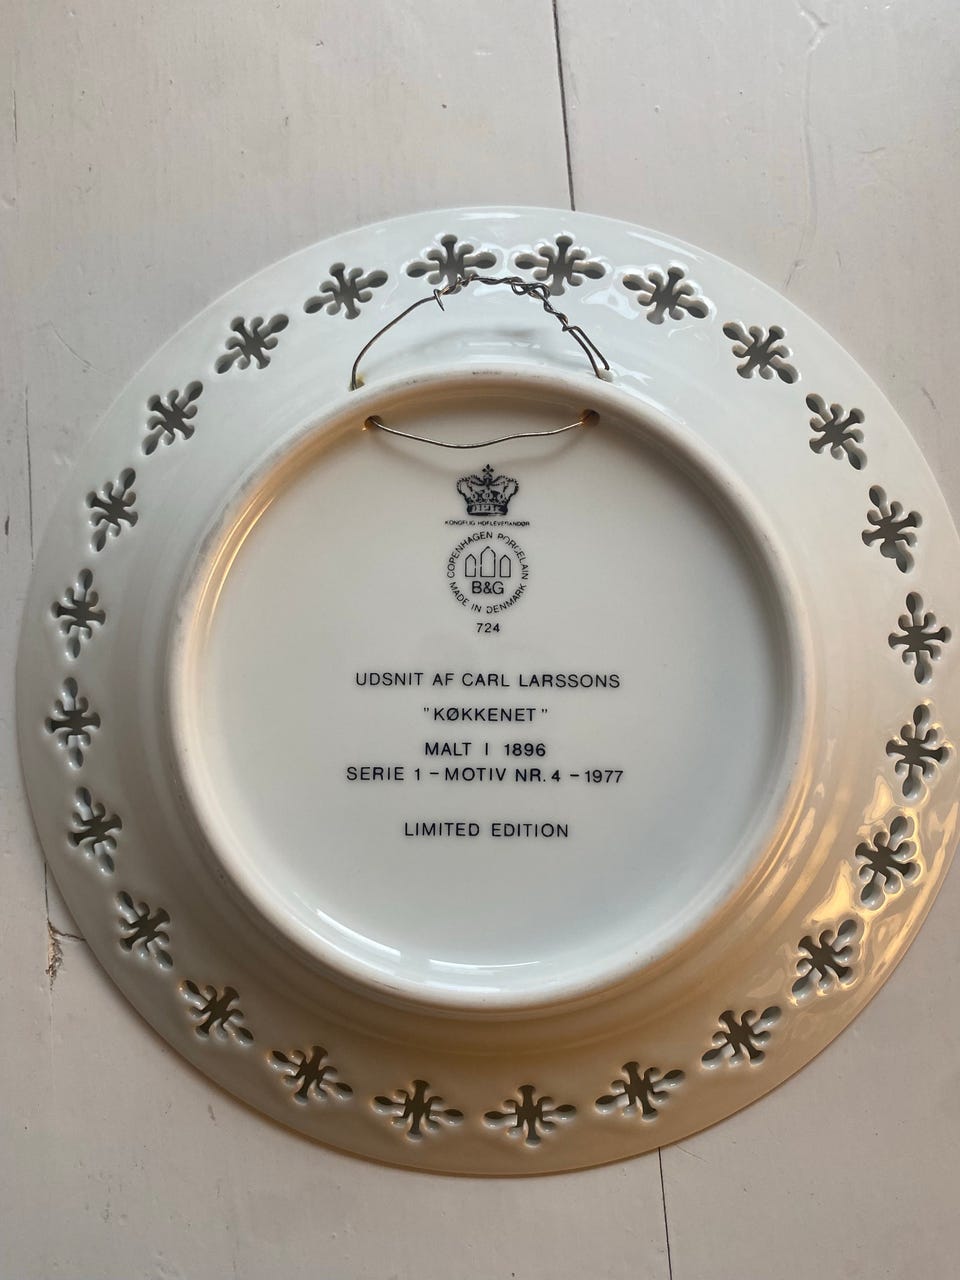 KONGELIG HOFLEVERANDØR
COPENHAGEN PORCELAIN
B&G
MADE IN DENMARK
724
UDSNIT AF CARL LARSSONS
"KØKKENET"
MALT I 1896
SERIE 1 - MOTIV NR. 4 - 1977
LIMITED EDITION